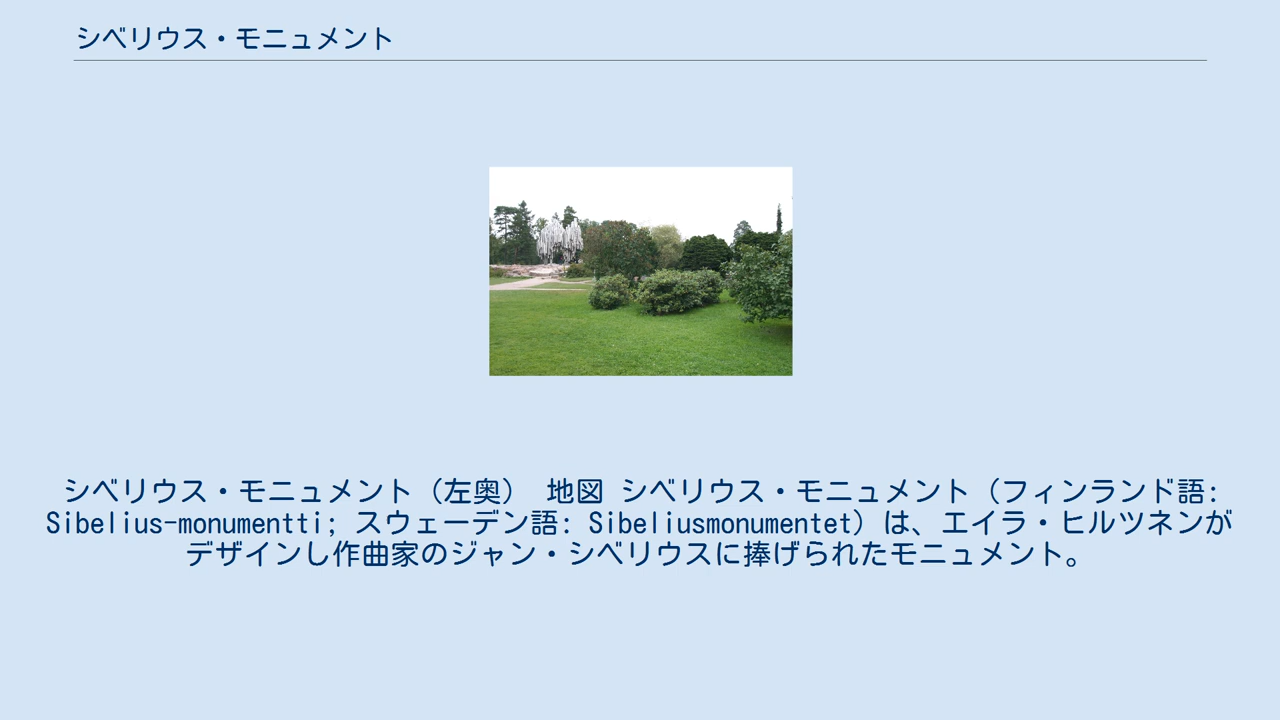 シベリウス・モニュメント
シベリウス・モニュメント（左奥） 地図 シベリウス・モニュメント（フィンランド語:
Sibelius-monumentti; スウェーデン語: Sibeliusmonumentet）は、エイラ・ヒルツネンが
デザインし作曲家のジャン・シベリウスに捧げられたモニュメント。